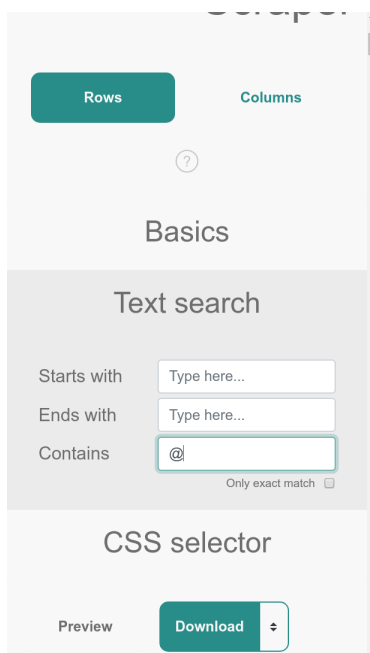 Scraper
Rows Columns
?
Basics
Text search
Starts with Type here...
Ends with Type here...
Contains @
Only exact match
CSS selector
Preview Download